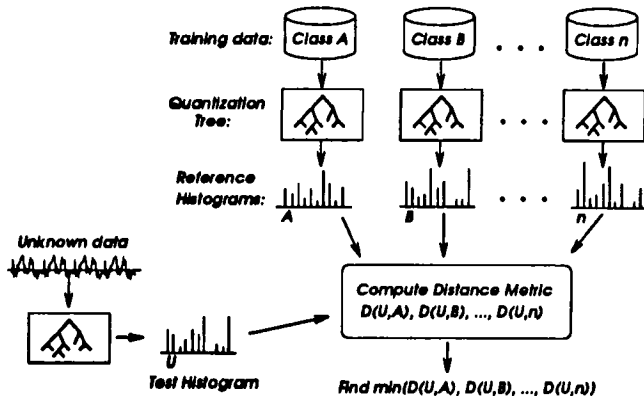 Training data: Class A Class B . . . Class n
Quantization
Tree: . . .
Reference
Histograms: . . .
A B n
Unknown data
Compute Distance Metric
D(U,A), D(U,B), ..., D(U,n)
U
Test Histogram
Find min(D(U,A), D(U,B), ..., D(U,n))